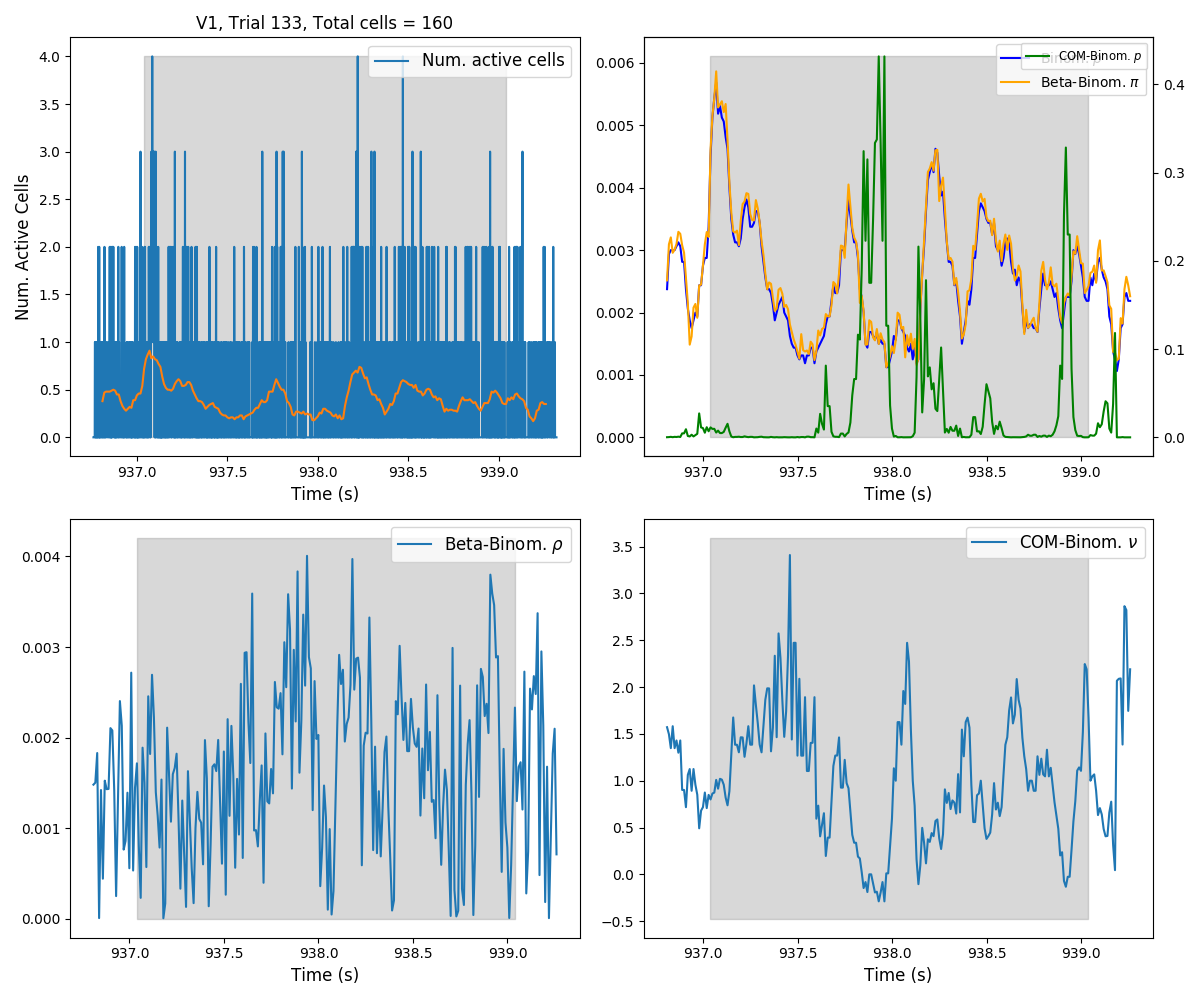 V1, Trial 133, Total cells = 160
Num. active cells
4.0
3.5
3.0
2.5
2.0
1.5
1.0
0.5
0.0
Num. Active Cells
937.0 937.5 938.0 938.5 939.0
Time (s)
COM-Binom. p
Beta-Binom. π
0.006
0.005
0.004
0.003
0.002
0.001
0.000
0.4
0.3
0.2
0.1
0.0
937.0 937.5 938.0 938.5 939.0
Time (s)
Beta-Binom. ρ
0.004
0.003
0.002
0.001
0.000
937.0 937.5 938.0 938.5 939.0
Time (s)
COM-Binom. ν
3.5
3.0
2.5
2.0
1.5
1.0
0.5
0.0
−0.5
937.0 937.5 938.0 938.5 939.0
Time (s)